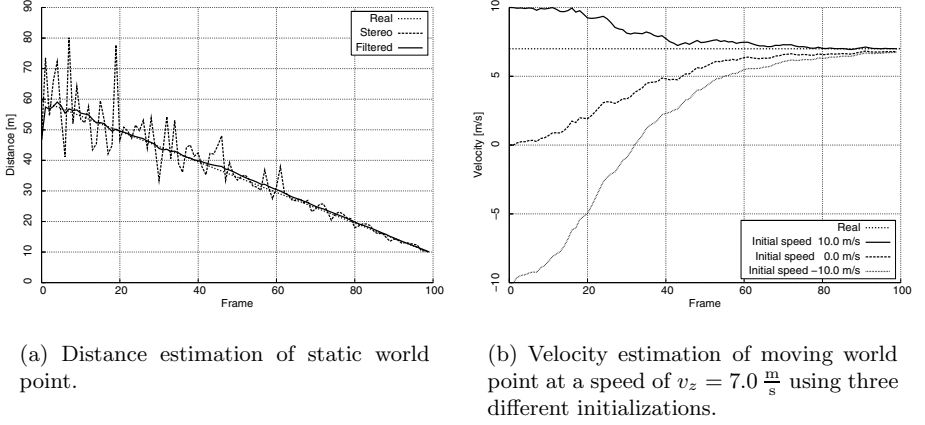 90
80
70
60
50
40
30
20
10
0
Distance [m]
Real
Stereo
Filtered
0 20 40 60 80 100
Frame
10
5
0
−5
−10
Velocity [m/s]
Real
Initial speed 10.0 m/s
Initial speed 0.0 m/s
Initial speed −10.0 m/s
0 20 40 60 80 100
Frame
(a) Distance estimation of static world
point.
(b) Velocity estimation of moving world
point at a speed of v_z = 7.0 m/s using three
different initializations.